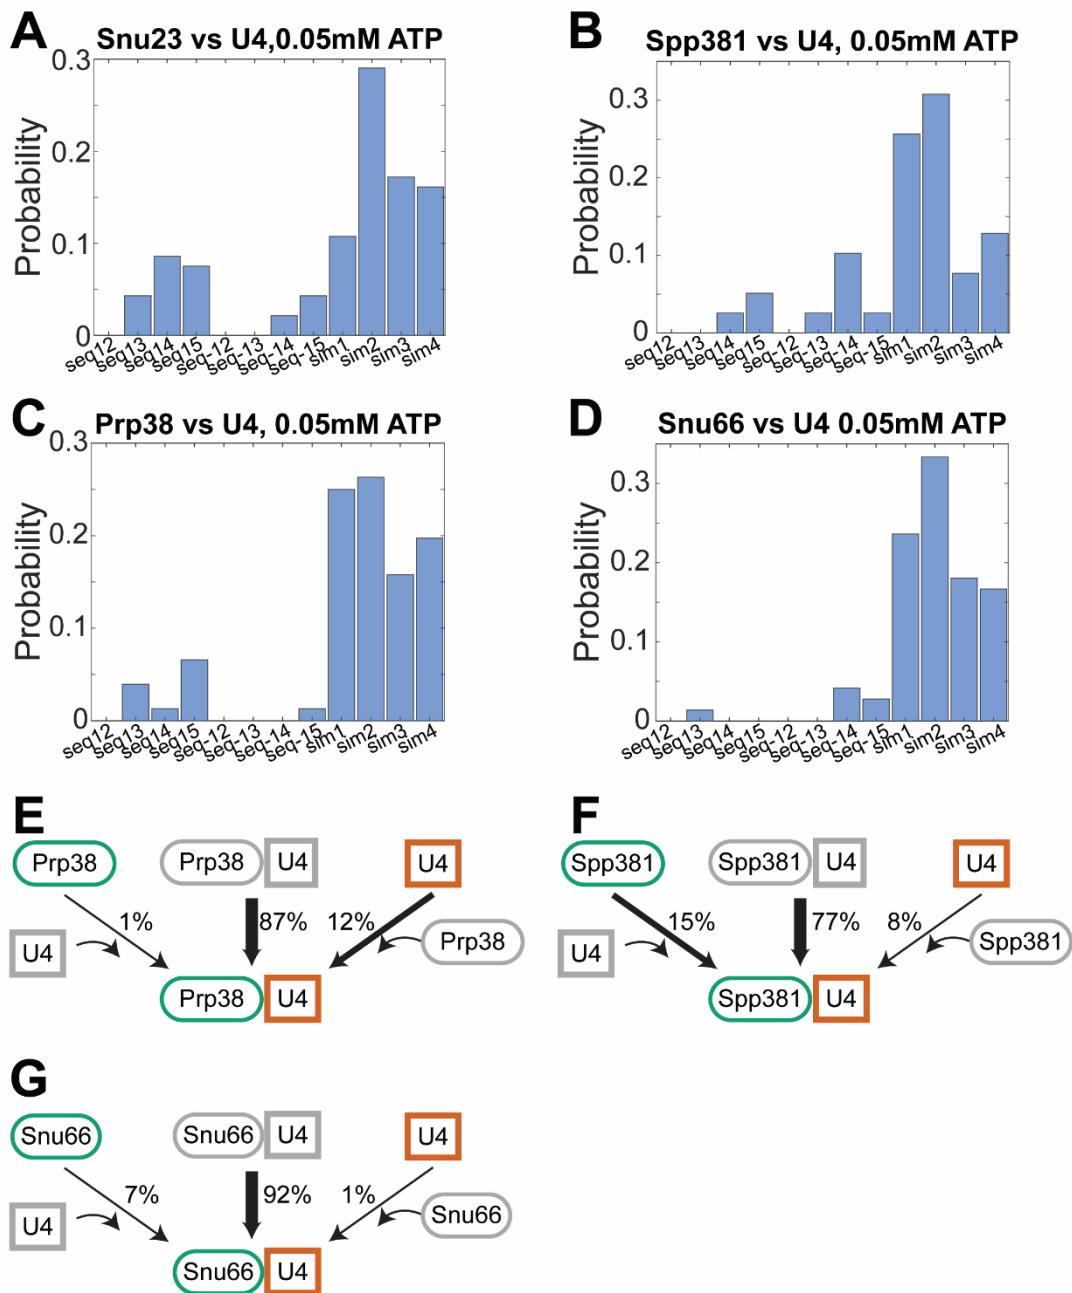 A
Snu23 vs U4,0.05mM ATP
Probability
0.3
0.2
0.1
0
seq12
seq13
seq14
seq15
seq-12
seq-13
seq-14
seq-15
sim1
sim2
sim3
sim4
B
Spp381 vs U4, 0.05mM ATP
Probability
0.3
0.2
0.1
0
seq12
seq13
seq14
seq15
seq-12
seq-13
seq-14
seq-15
sim1
sim2
sim3
sim4
C
Prp38 vs U4, 0.05mM ATP
Probability
0.3
0.2
0.1
0
seq12
seq13
seq14
seq15
seq-12
seq-13
seq-14
seq-15
sim1
sim2
sim3
sim4
D
Snu66 vs U4 0.05mM ATP
Probability
0.3
0.2
0.1
0
seq12
seq13
seq14
seq15
seq-12
seq-13
seq-14
seq-15
sim1
sim2
sim3
sim4
E
Prp38
Prp38 U4
U4
1%
87%
12%
U4
Prp38
Prp38 U4
F
Spp381
Spp381 U4
U4
15%
77%
8%
U4
Spp381
Spp381 U4
G
Snu66
Snu66 U4
U4
7%
92%
1%
U4
Snu66
Snu66 U4